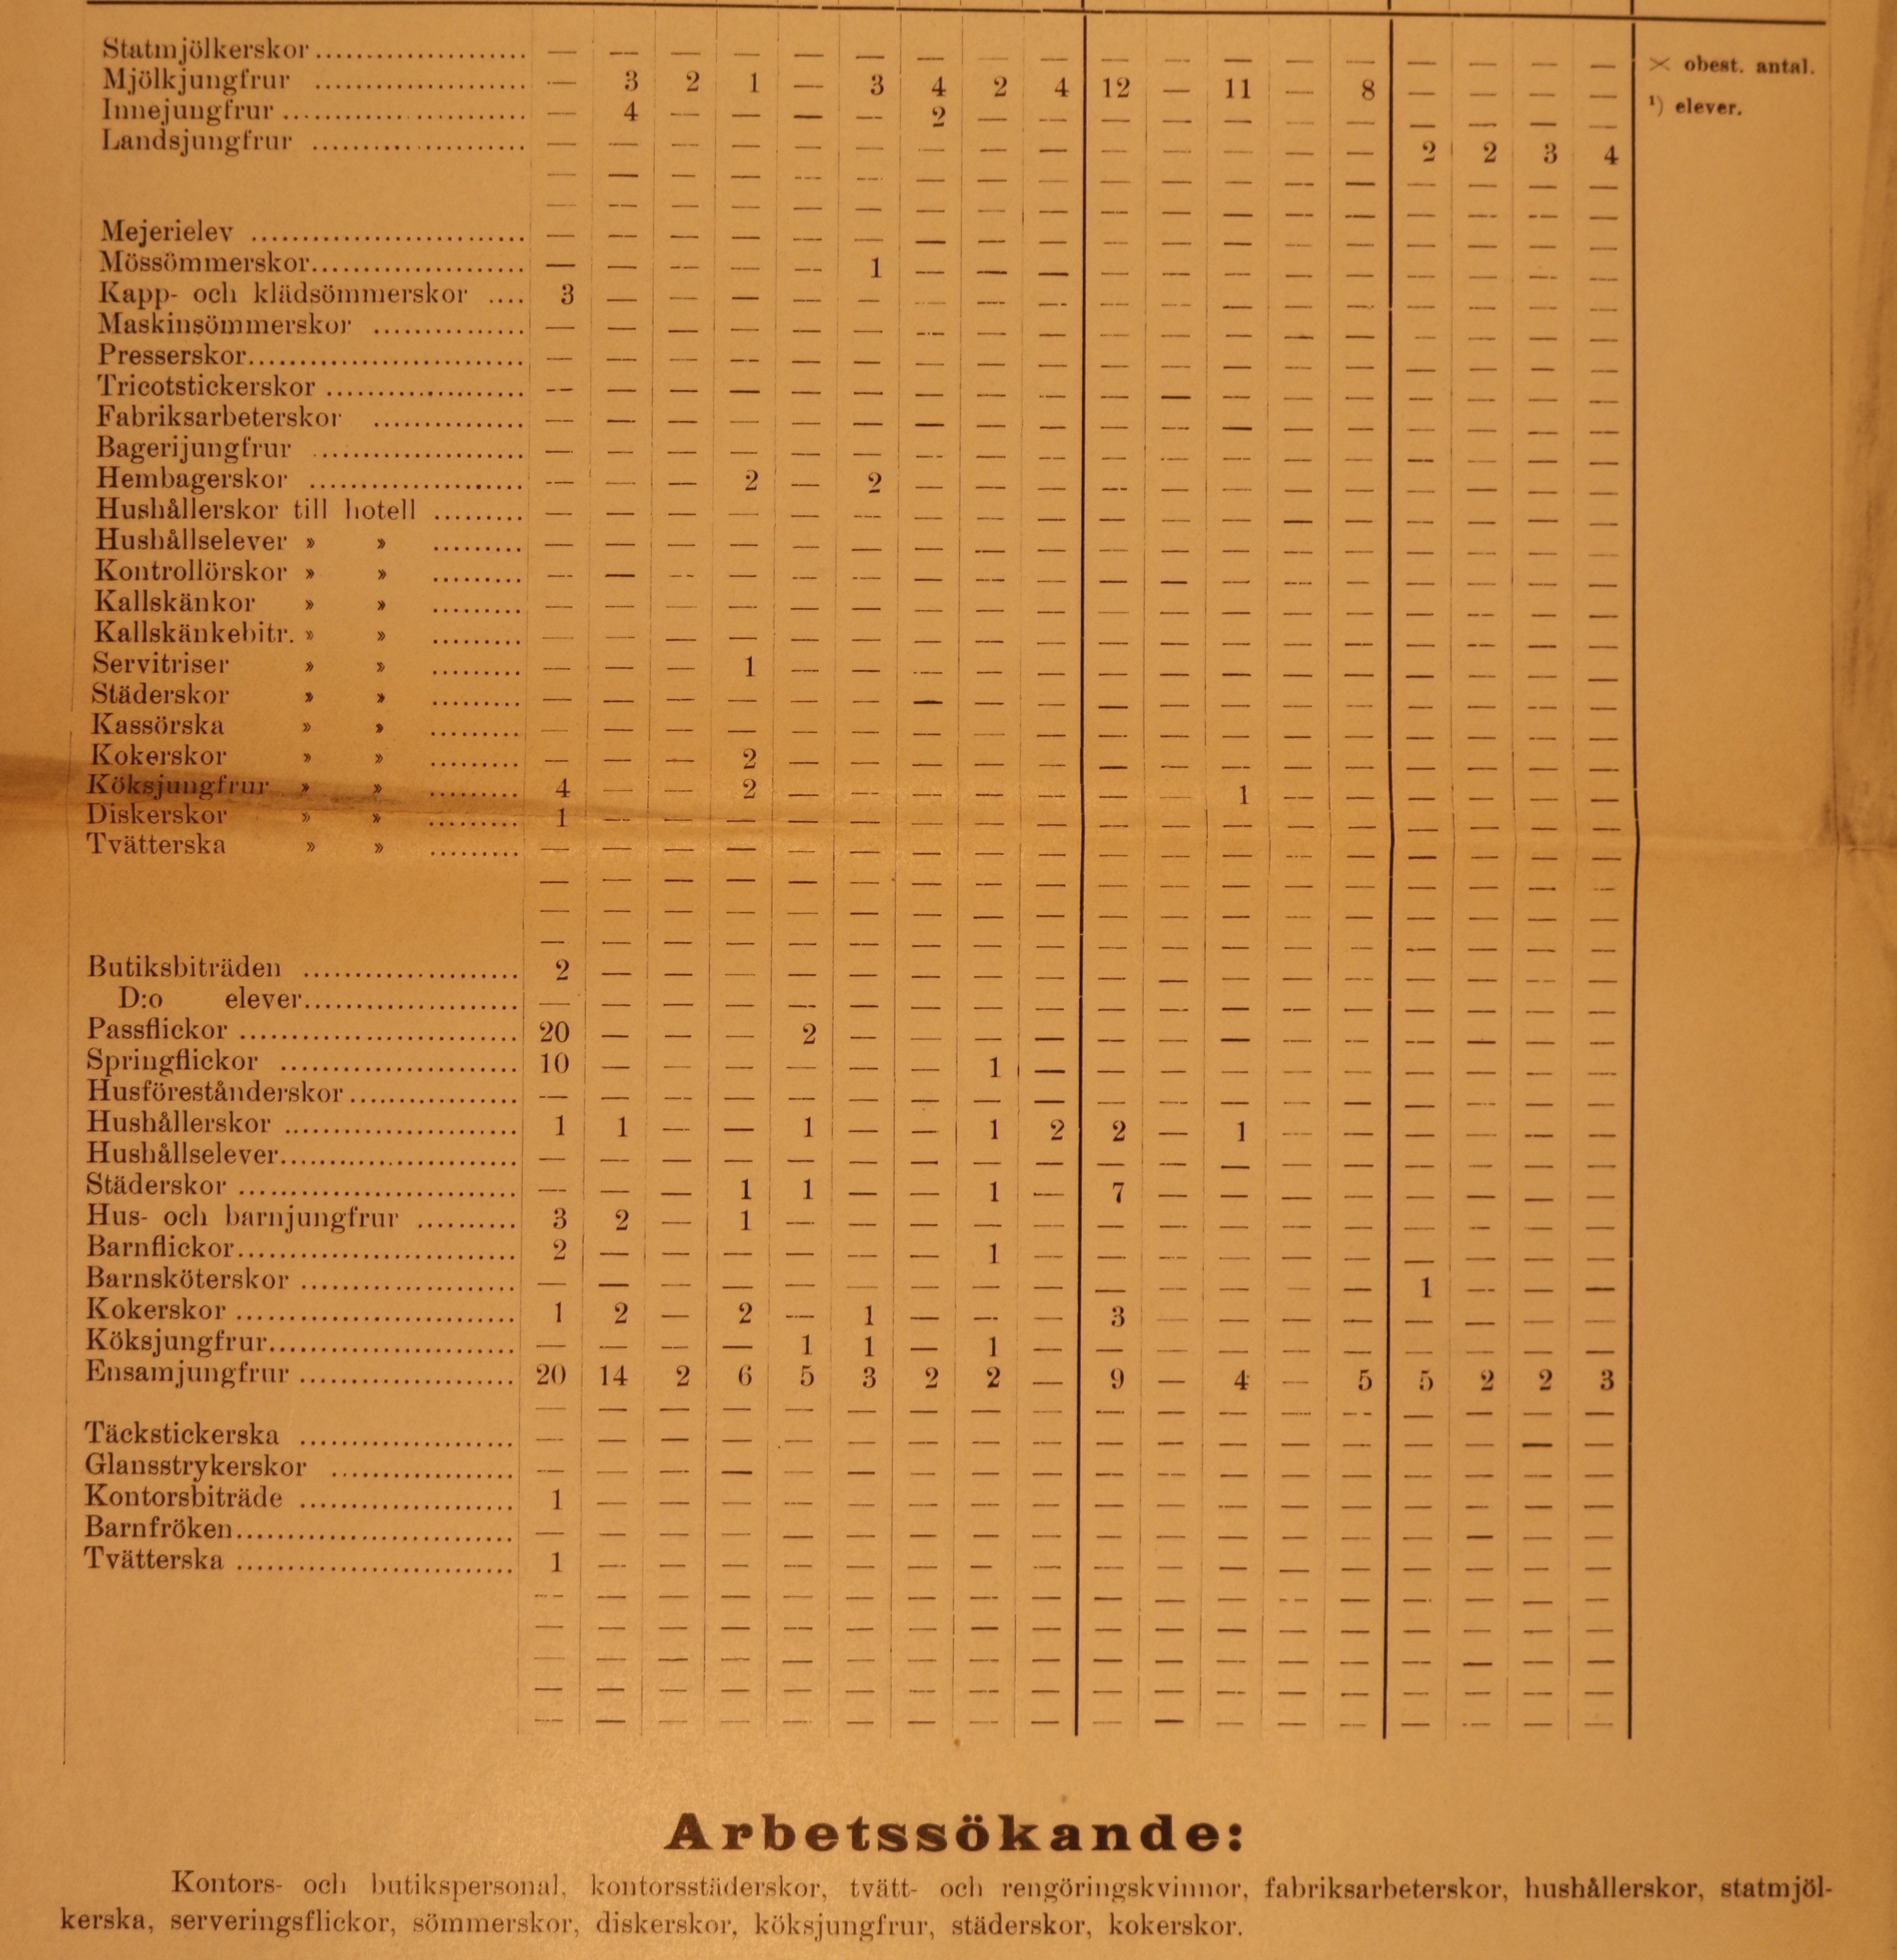 Statmjölkerskor — — — — — — — — — — — — — — — — — — × obest. antal.
Mjölkjungfrur — 3 2 1 — 3 4 2 4 12 — 11 — 8 — — — —
Innejungfrur — 4 — — — — 2 — — — — — — — — — — — ¹) elever.
Landsjungfrur — — — — — — — — — — — — — — 2 2 3 4
— — — — — — — — — — — — — — — — — —
— — — — — — — — — — — — — — — — — —
Mejerielev — — — — — — — — — — — — — — — — — —
Mössömmerskor — — — — — 1 — — — — — — — — — — — —
Kapp- och klädsömmerskor 3 — — — — — — — — — — — — — — — — —
Maskinsömmerskor — — — — — — — — — — — — — — — — — —
Presserskor — — — — — — — — — — — — — — — — — —
Tricotstickerskor — — — — — — — — — — — — — — — — — —
Fabriksarbeterskor — — — — — — — — — — — — — — — — — —
Bagerijungfrur — — — — — — — — — — — — — — — — — —
Hembagerskor — — — 2 — 2 — — — — — — — — — — — —
Hushållerskor till hotell — — — — — — — — — — — — — — — — — —
Hushållselever » » — — — — — — — — — — — — — — — — — —
Kontrollörskor » » — — — — — — — — — — — — — — — — — —
Kallskänkor » » — — — — — — — — — — — — — — — — — —
Kallskänkebitr. » » — — — — — — — — — — — — — — — — — —
Servitriser » » — — — 1 — — — — — — — — — — — — — —
Städerskor » » — — — — — — — — — — — — — — — — — —
Kassörska » » — — — — — — — — — — — — — — — — — —
Kokerskor » » — — — 2 — — — — — — — — — — — — — —
Köksjungfrur » » 4 — — 2 — — — — — — — 1 — — — — — —
Diskerskor » » 1 — — — — — — — — — — — — — — — — —
Tvätterska » » — — — — — — — — — — — — — — — — — —
— — — — — — — — — — — — — — — — — —
— — — — — — — — — — — — — — — — — —
— — — — — — — — — — — — — — — — — —
Butiksbiträden 2 — — — — — — — — — — — — — — — — —
D:o elever — — — — — — — — — — — — — — — — — —
Passflickor 20 — — — 2 — — — — — — — — — — — — —
Springflickor 10 — — — — — — 1 — — — — — — — — — —
Husföreståndei'skor — — — — — — — — — — — — — — — — — —
Hushållerskor 1 1 — — 1 — — 1 2 2 — 1 — — — — — —
Hushållselever — — — — — — — — — — — — — — — — — —
Städerskor — — — 1 1 — — 1 — 7 — — — — — — — —
Hus- och barnjungfrur 3 2 — 1 — — — — — — — — — — — — — —
Barnflickor 2 — — — — — — 1 — — — — — — — — — —
Barnsköterskor — — — — — — — — — — — — — — 1 — — —
Kokerskor 1 2 — 2 — 1 — — — 3 — — — — — — — —
Köksjungfrur — — — — 1 1 — 1 — — — — — — — — — —
Ensamjungfrur 20 14 2 6 5 3 2 2 — 9 — 4 — 5 5 2 2 3
— — — — — — — — — — — — — — — — — —
Täckstickerska — — — — — — — — — — — — — — — — — —
Glansstrykerskor — — — — — — — — — — — — — — — — — —
Kontorsbiträde 1 — — — — — — — — — — — — — — — — —
Barnfröken — — — — — — — — — — — — — — — — — —
Tvätterska 1 — — — — — — — — — — — — — — — — —
— — — — — — — — — — — — — — — — — —
— — — — — — — — — — — — — — — — — —
— — — — — — — — — — — — — — — — — —
— — — — — — — — — — — — — — — — — —
— — — — — — — — — — — — — — — — — —
Arbetssökande:
Kontors- och butikspersonal, kontorsstäderskor, tvätt- och rengöringskvinnor, fabriksarbeterskor, hushållerskor, statmjöl-
kerska, serveringsflickor, sömmerskor, diskerskor, köksjungfrur, städerskor, kokerskor.